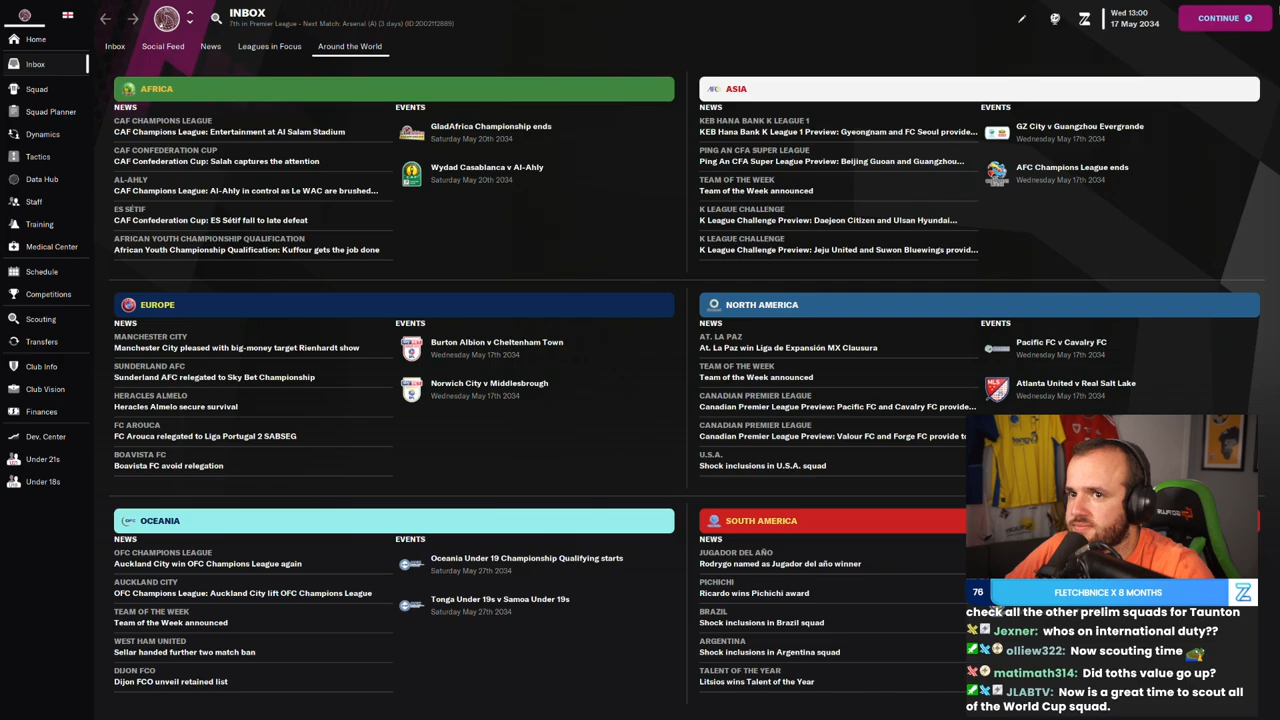 INBOX
7th in Premier League - Next Match: Arsenal (A) (3 days) (ID:2002112889)
Wed 13:00
17 May 2034
CONTINUE
Inbox
Social Feed
News
Leagues in Focus
Around the World
Home
Inbox
Squad
Squad Planner
Dynamics
Tactics
Data Hub
Staff
Training
Medical Center
Schedule
Competitions
Scouting
Transfers
Club Info
Club Vision
Finances
Dev. Center
Under 21s
Under 18s
AFRICA
NEWS
CAF CHAMPIONS LEAGUE
CAF Champions League: Entertainment at Al Salam Stadium
CAF CONFEDERATION CUP
CAF Confederation Cup: Salah captures the attention
AL-AHLY
CAF Champions League: Al-Ahly in control as Le WAC are brushed...
ES SÉTIF
CAF Confederation Cup: ES Sétif fall to late defeat
AFRICAN YOUTH CHAMPIONSHIP QUALIFICATION
African Youth Championship Qualification: Kuffour gets the job done
EVENTS
GladAfrica Championship ends
Saturday May 20th 2034
Wydad Casablanca v Al-Ahly
Saturday May 20th 2034
ASIA
NEWS
KEB HANA BANK K LEAGUE 1
KEB Hana Bank K League 1 Preview: Gyeongnam and FC Seoul provide...
PING AN CFA SUPER LEAGUE
Ping An CFA Super League Preview: Beijing Guoan and Guangzhou...
TEAM OF THE WEEK
Team of the Week announced
K LEAGUE CHALLENGE
K League Challenge Preview: Daejeon Citizen and Ulsan Hyundai...
K LEAGUE CHALLENGE
K League Challenge Preview: Jeju United and Suwon Bluewings provid...
EVENTS
GZ City v Guangzhou Evergrande
Wednesday May 17th 2034
AFC Champions League ends
Wednesday May 17th 2034
EUROPE
NEWS
MANCHESTER CITY
Manchester City pleased with big-money target Rienhardt show
SUNDERLAND AFC
Sunderland AFC relegated to Sky Bet Championship
HERACLES ALMELO
Heracles Almelo secure survival
FC AROUCA
FC Arouca relegated to Liga Portugal 2 SABSEG
BOAVISTA FC
Boavista FC avoid relegation
EVENTS
Burton Albion v Cheltenham Town
Wednesday May 17th 2034
Norwich City v Middlesbrough
Wednesday May 17th 2034
NORTH AMERICA
NEWS
AT. LA PAZ
At. La Paz win Liga de Expansión MX Clausura
TEAM OF THE WEEK
Team of the Week announced
CANADIAN PREMIER LEAGUE
Canadian Premier League Preview: Pacific FC and Cavalry FC provide...
CANADIAN PREMIER LEAGUE
Canadian Premier League Preview: Valour FC and Forge FC provide to
U.S.A.
Shock inclusions in U.S.A. squad
EVENTS
Pacific FC v Cavalry FC
Wednesday May 17th 2034
Atlanta United v Real Salt Lake
Wednesday May 17th 2034
OCEANIA
NEWS
OFC CHAMPIONS LEAGUE
Auckland City win OFC Champions League again
AUCKLAND CITY
OFC Champions League: Auckland City lift OFC Champions League
TEAM OF THE WEEK
Team of the Week announced
WEST HAM UNITED
Sellar handed further two match ban
DIJON FCO
Dijon FCO unveil retained list
EVENTS
Oceania Under 19 Championship Qualifying starts
Saturday May 27th 2034
Tonga Under 19s v Samoa Under 19s
Saturday May 27th 2034
SOUTH AMERICA
NEWS
JUGADOR DEL AÑO
Rodrygo named as Jugador del año winner
PICHICHI
Ricardo wins Pichichi award
BRAZIL
Shock inclusions in Brazil squad
ARGENTINA
Shock inclusions in Argentina squad
TALENT OF THE YEAR
Litsios wins Talent of the Year
76
FLETCHBNICE X 8 MONTHS
check all the other prelim squads for Taunton
Jexner: whos on international duty??
olliew322: Now scouting time
matimath314: Did toths value go up?
JLABTV: Now is a great time to scout all
of the World Cup squad.